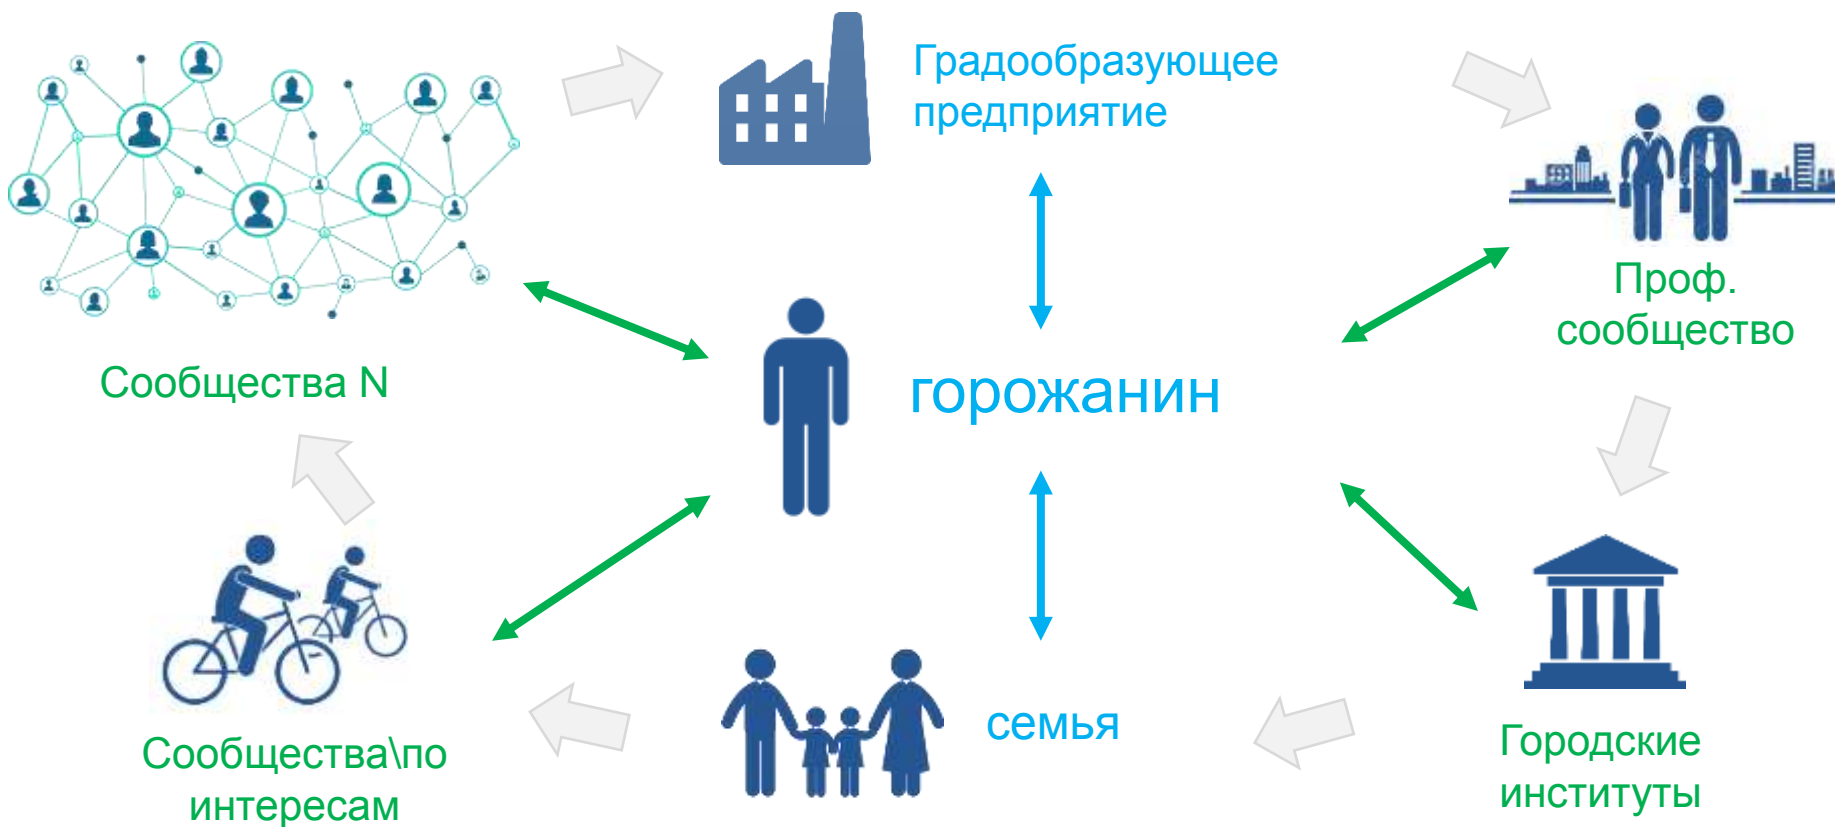 Градообразующее
предприятие
Проф.
сообщество
Сообщества N
горожанин
семья
Городские
институты
Сообщества\по
интересам